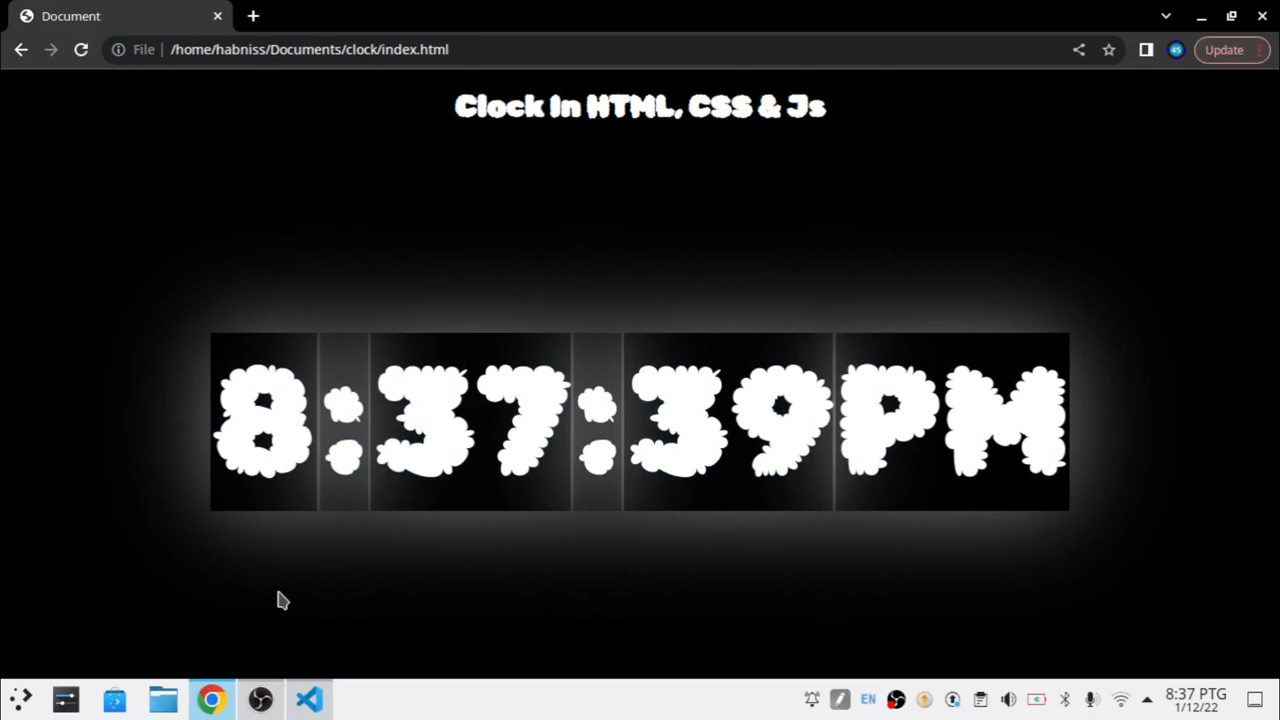 Document
File | /home/habniss/Documents/clock/index.html
45
Update
Clock In HTML, CSS & Js
8:37:39PM
EN
8:37 PTG
1/12/22